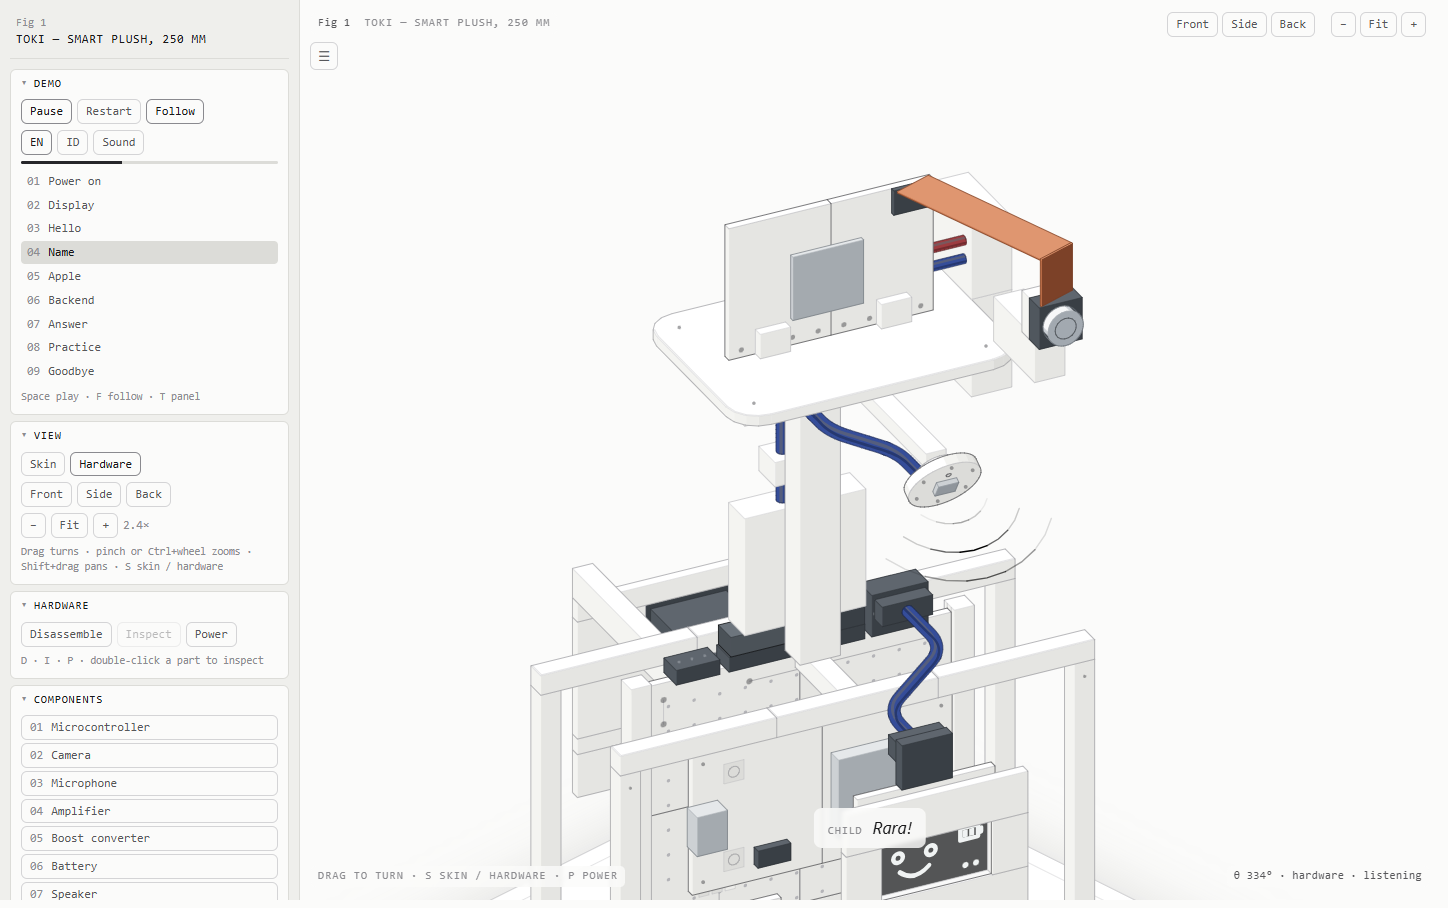 Fig 1
TOKI — SMART PLUSH, 250 MM
DEMO
Pause Restart Follow
EN ID Sound
01 Power on
02 Display
03 Hello
04 Name
05 Apple
06 Backend
07 Answer
08 Practice
09 Goodbye
Space play · F follow · T panel
VIEW
Skin Hardware
Front Side Back
− Fit + 2.4×
Drag turns · pinch or Ctrl+wheel zooms ·
Shift+drag pans · S skin / hardware
HARDWARE
Disassemble Inspect Power
D · I · P · double-click a part to inspect
COMPONENTS
01 Microcontroller
02 Camera
03 Microphone
04 Amplifier
05 Boost converter
06 Battery
07 Speaker
Fig 1 TOKI — SMART PLUSH, 250 MM
Front Side Back − Fit +
CHILD Rara!
DRAG TO TURN · S SKIN / HARDWARE · P POWER
θ 334° · hardware · listening